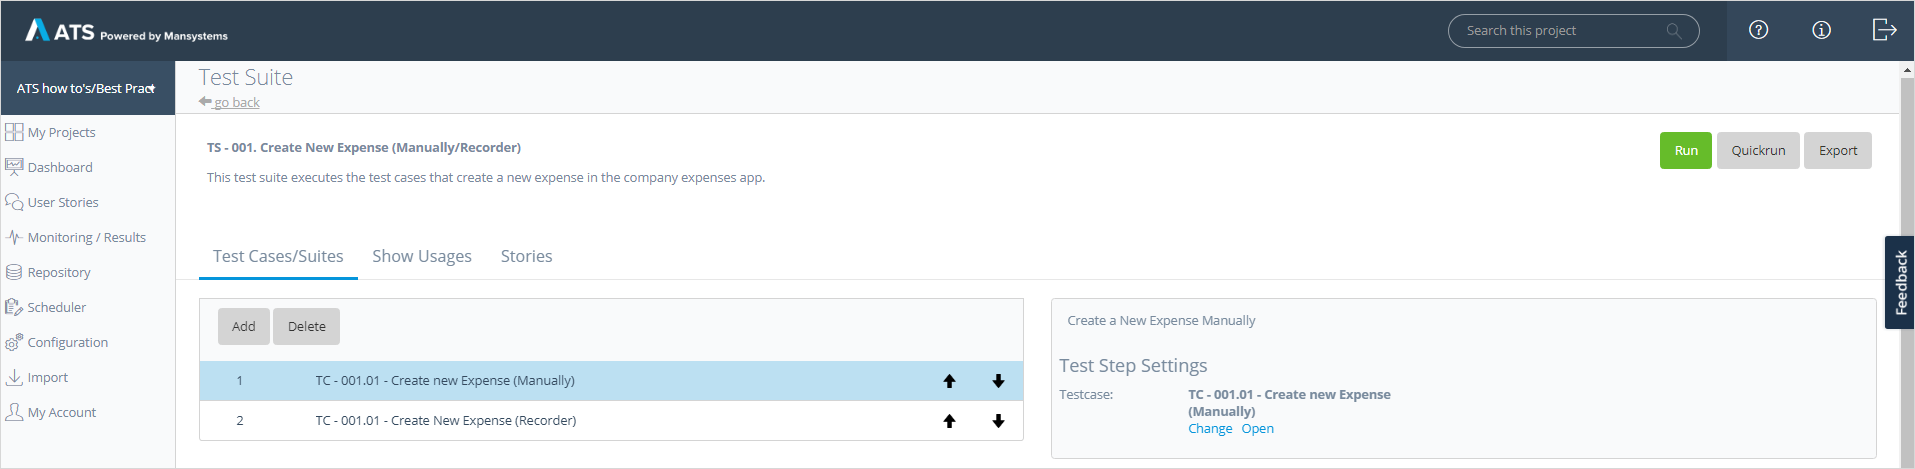 ATS Powered by Mansystems
Search this project
ATS how to's/Best Pract
Test Suite
go back
My Projects
Dashboard
User Stories
Monitoring / Results
Repository
Scheduler
Configuration
Import
My Account
TS - 001. Create New Expense (Manually/Recorder)
This test suite executes the test cases that create a new expense in the company expenses app.
Run Quickrun Export
Test Cases/Suites Show Usages Stories
Add Delete
1 TC - 001.01 - Create new Expense (Manually)
2 TC - 001.01 - Create New Expense (Recorder)
Create a New Expense Manually
Test Step Settings
Testcase: TC - 001.01 - Create new Expense
(Manually)
Change Open
Feedback